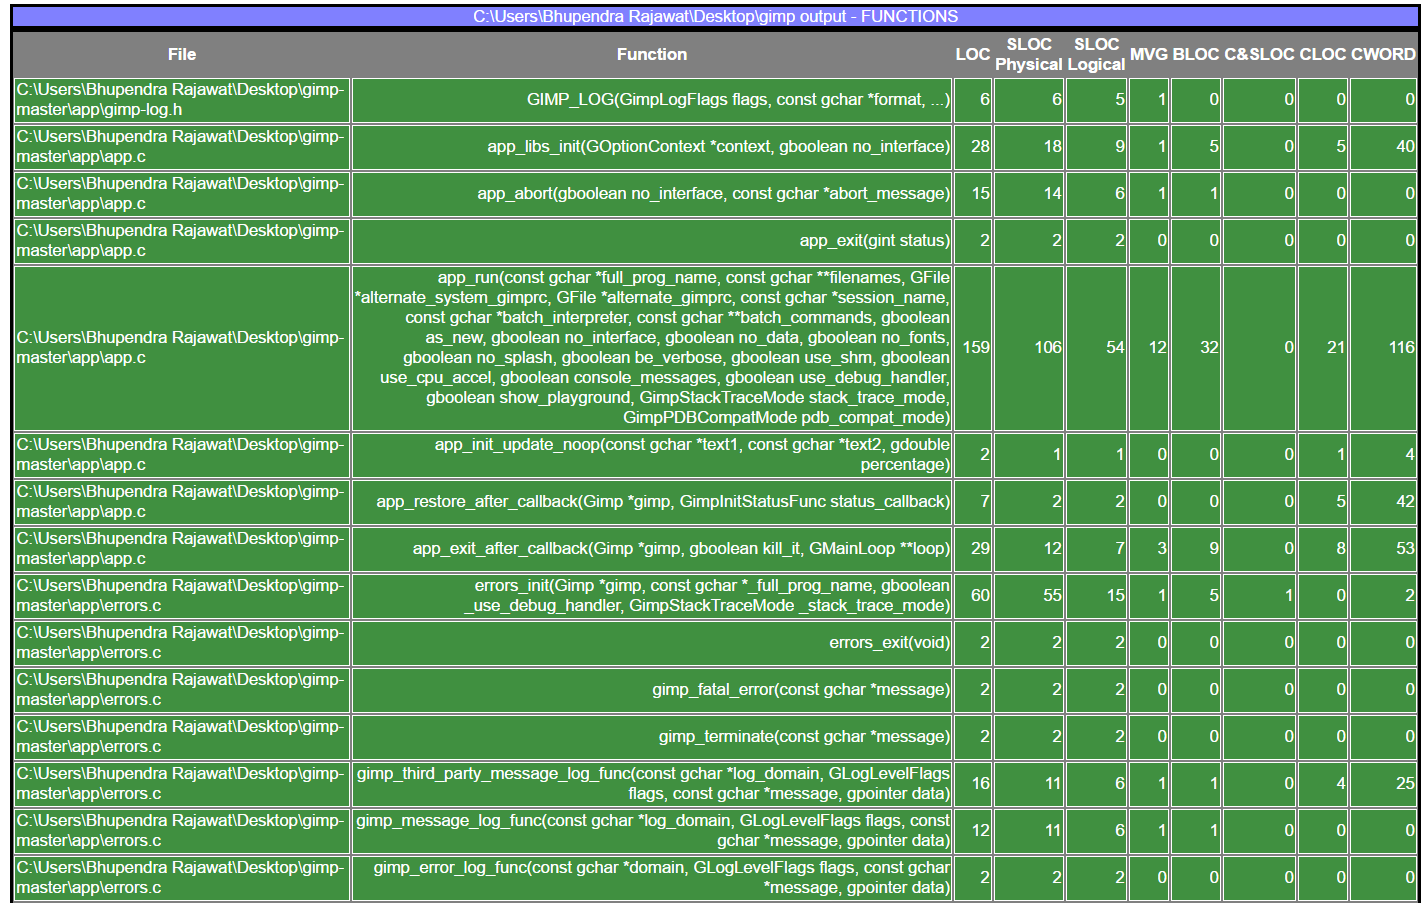 C:\Users\Bhupendra Rajawat\Desktop\gimp output - FUNCTIONS
File Function LOC SLOC Physical SLOC Logical MVG BLOC C&SLOC CLOC CWORD
C:\Users\Bhupendra Rajawat\Desktop\gimp-
master\app\gimp-log.h
GIMP_LOG(GimpLogFlags flags, const gchar *format, ...) 6 6 5 1 0 0 0 0
C:\Users\Bhupendra Rajawat\Desktop\gimp-
master\app\app.c
app_libs_init(GOptionContext *context, gboolean no_interface) 28 18 9 1 5 0 5 40
C:\Users\Bhupendra Rajawat\Desktop\gimp-
master\app\app.c
app_abort(gboolean no_interface, const gchar *abort_message) 15 14 6 1 1 0 0 0
C:\Users\Bhupendra Rajawat\Desktop\gimp-
master\app\app.c
app_exit(gint status) 2 2 2 0 0 0 0 0
C:\Users\Bhupendra Rajawat\Desktop\gimp-
master\app\app.c
app_run(const gchar *full_prog_name, const gchar **filenames, GFile
*alternate_system_gimprc, GFile *alternate_gimprc, const gchar *session_name,
const gchar *batch_interpreter, const gchar **batch_commands, gboolean
as_new, gboolean no_interface, gboolean no_data, gboolean no_fonts,
gboolean no_splash, gboolean be_verbose, gboolean use_shm, gboolean
use_cpu_accel, gboolean console_messages, gboolean use_debug_handler,
gboolean show_playground, GimpStackTraceMode stack_trace_mode,
GimpPDBCompatMode pdb_compat_mode)
159 106 54 12 32 0 21 116
C:\Users\Bhupendra Rajawat\Desktop\gimp-
master\app\app.c
app_init_update_noop(const gchar *text1, const gchar *text2, gdouble
percentage)
2 1 1 0 0 0 1 4
C:\Users\Bhupendra Rajawat\Desktop\gimp-
master\app\app.c
app_restore_after_callback(Gimp *gimp, GimpInitStatusFunc status_callback) 7 2 2 0 0 0 5 42
C:\Users\Bhupendra Rajawat\Desktop\gimp-
master\app\app.c
app_exit_after_callback(Gimp *gimp, gboolean kill_it, GMainLoop **loop) 29 12 7 3 9 0 8 53
C:\Users\Bhupendra Rajawat\Desktop\gimp-
master\app\errors.c
errors_init(Gimp *gimp, const gchar *_full_prog_name, gboolean
_use_debug_handler, GimpStackTraceMode _stack_trace_mode)
60 55 15 1 5 1 0 2
C:\Users\Bhupendra Rajawat\Desktop\gimp-
master\app\errors.c
errors_exit(void) 2 2 2 0 0 0 0 0
C:\Users\Bhupendra Rajawat\Desktop\gimp-
master\app\errors.c
gimp_fatal_error(const gchar *message) 2 2 2 0 0 0 0 0
C:\Users\Bhupendra Rajawat\Desktop\gimp-
master\app\errors.c
gimp_terminate(const gchar *message) 2 2 2 0 0 0 0 0
C:\Users\Bhupendra Rajawat\Desktop\gimp-
master\app\errors.c
gimp_third_party_message_log_func(const gchar *log_domain, GLogLevelFlags
flags, const gchar *message, gpointer data)
16 11 6 1 1 0 4 25
C:\Users\Bhupendra Rajawat\Desktop\gimp-
master\app\errors.c
gimp_message_log_func(const gchar *log_domain, GLogLevelFlags flags, const
gchar *message, gpointer data)
12 11 6 1 1 0 0 0
C:\Users\Bhupendra Rajawat\Desktop\gimp-
master\app\errors.c
gimp_error_log_func(const gchar *domain, GLogLevelFlags flags, const gchar
*message, gpointer data)
2 2 2 0 0 0 0 0